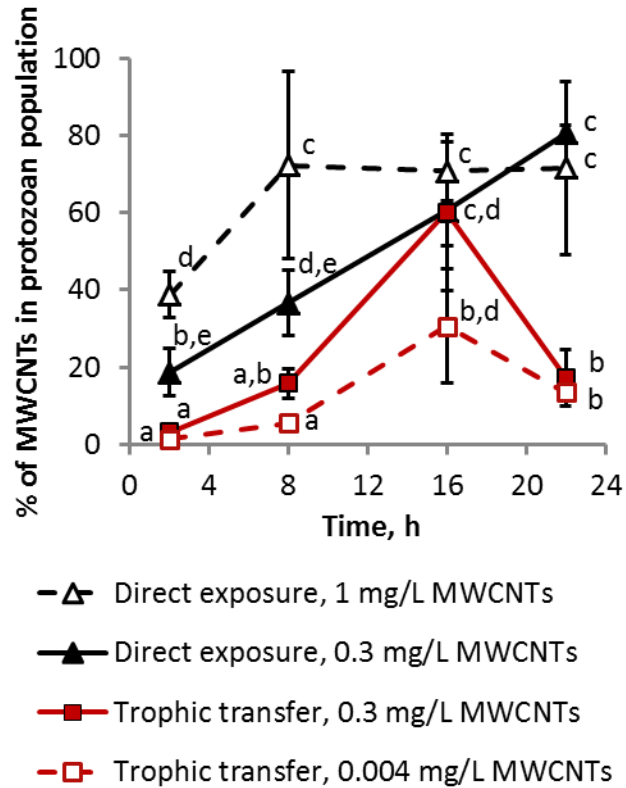 % of MWCNTs in protozoan population
100
80
60
40
20
0
0 4 8 12 16 20 24
Time, h
d
c
c
c
c
b,e
d,e
c,d
a
a
a,b
a
b,d
b
b
Direct exposure, 1 mg/L MWCNTs
Direct exposure, 0.3 mg/L MWCNTs
Trophic transfer, 0.3 mg/L MWCNTs
Trophic transfer, 0.004 mg/L MWCNTs